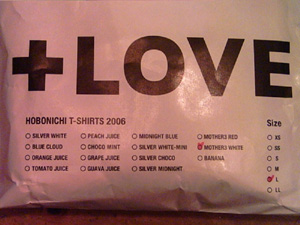 +LOVE
HOBONICHI T-SHIRTS 2006
Size
SILVER WHITE PEACH JUICE MIDNIGHT BLUE MOTHER3 RED XS
BLUE CLOUD CHOCO MINT SILVER WHITE-MINI MOTHER3 WHITE SS
ORANGE JUICE GRAPE JUICE SILVER CHOCO BANANA S
TOMATO JUICE GUAVA JUICE SILVER MIDNIGHT M
L
LL